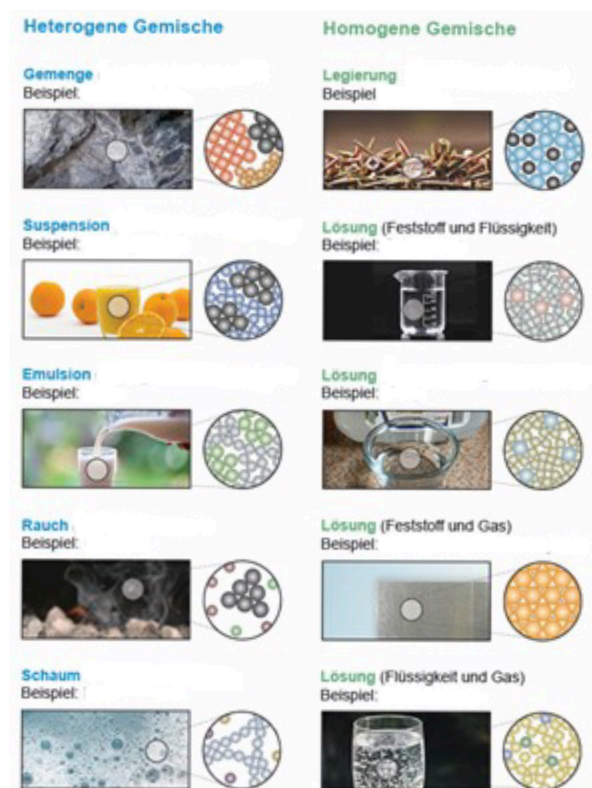 Heterogene Gemische
Homogene Gemische
Gemenge
Beispiel:
Legierung
Beispiel
Suspension
Beispiel:
Lösung (Feststoff und Flüssigkeit)
Beispiel:
Emulsion
Beispiel:
Lösung
Beispiel:
Rauch
Beispiel:
Lösung (Feststoff und Gas)
Beispiel:
Schaum
Beispiel:
Lösung (Flüssigkeit und Gas)
Beispiel: